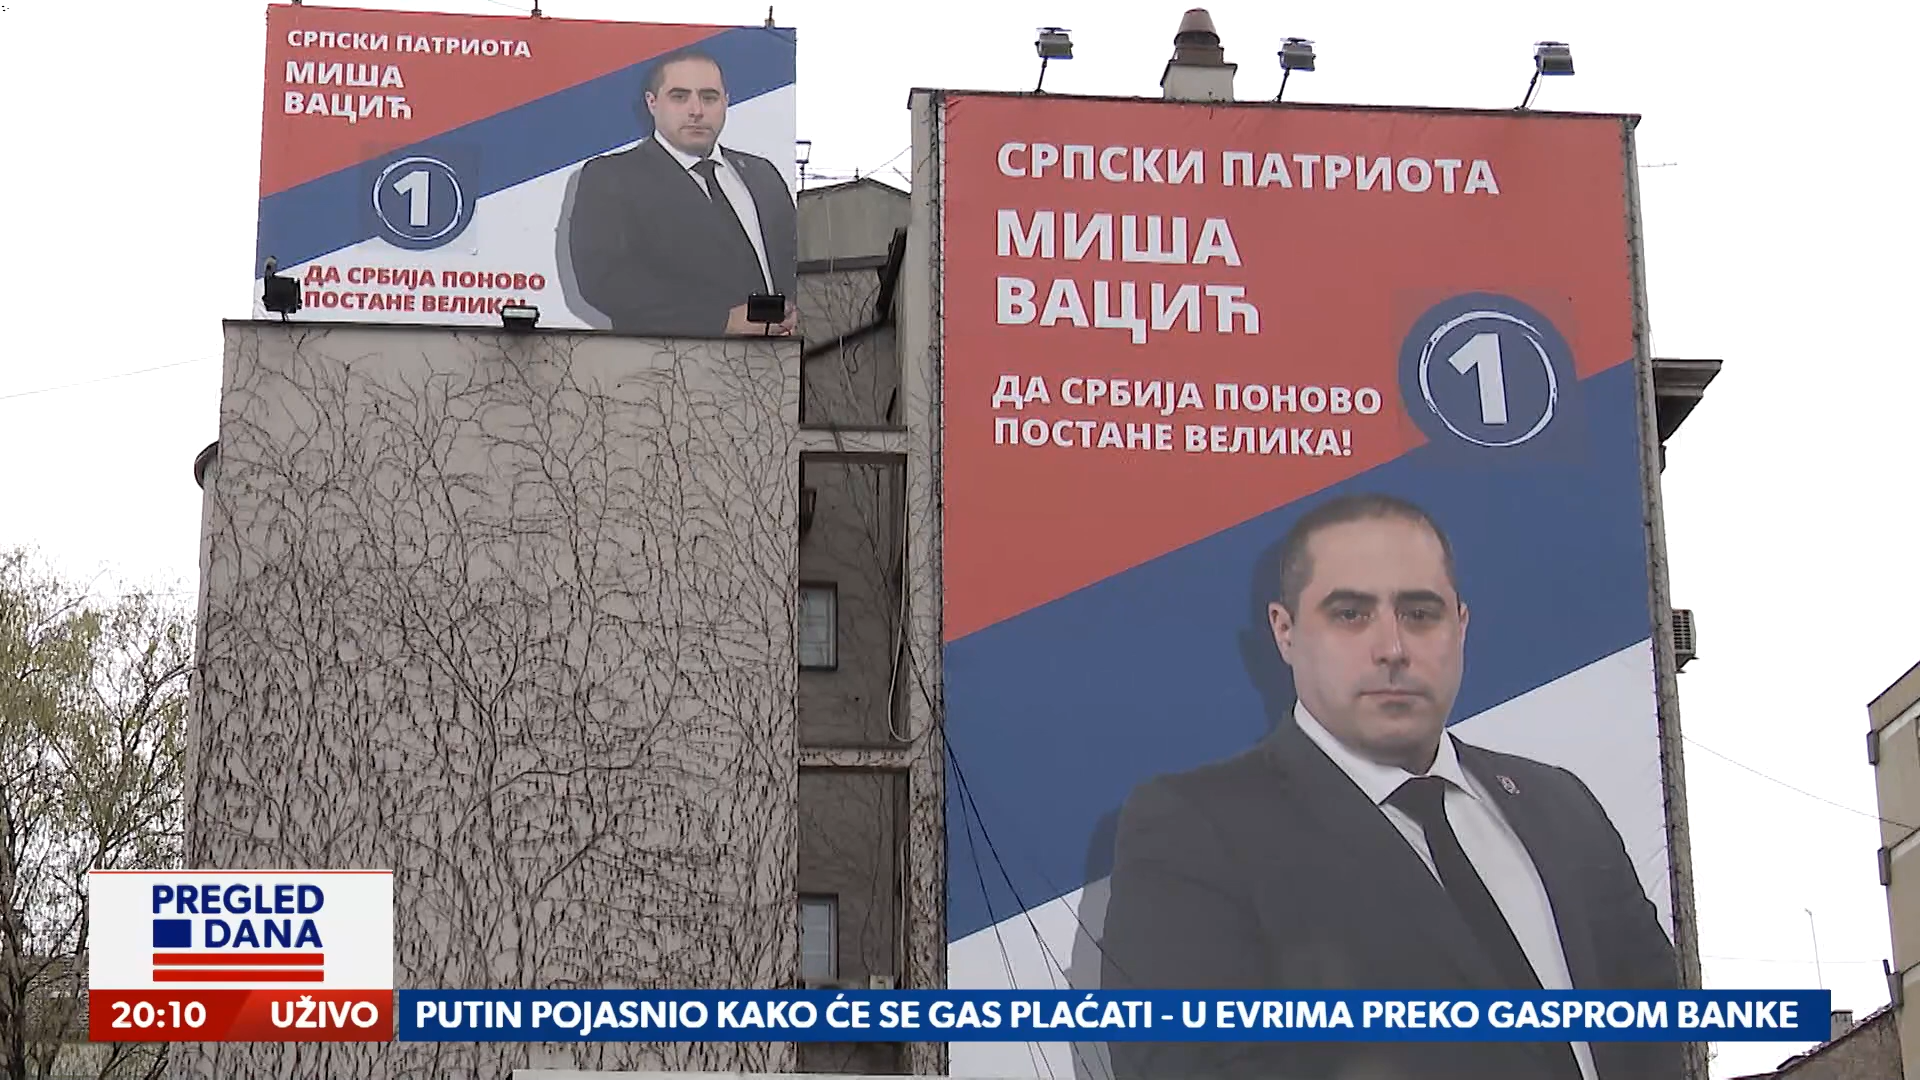 СРПСКИ ПАТРИОТА
МИША
ВАЦИЋ
1
ДА СРБИЈА ПОНОВО
ПОСТАНЕ ВЕЛИКА!
СРПСКИ ПАТРИОТА
МИША
ВАЦИЋ
1
ДА СРБИЈА ПОНОВО
ПОСТАНЕ ВЕЛИКА!
PREGLED
DANA
20:10 UŽIVO
PUTIN POJASNIO KAKO ĆE SE GAS PLAĆATI - U EVRIMA PREKO GASPROM BANKE